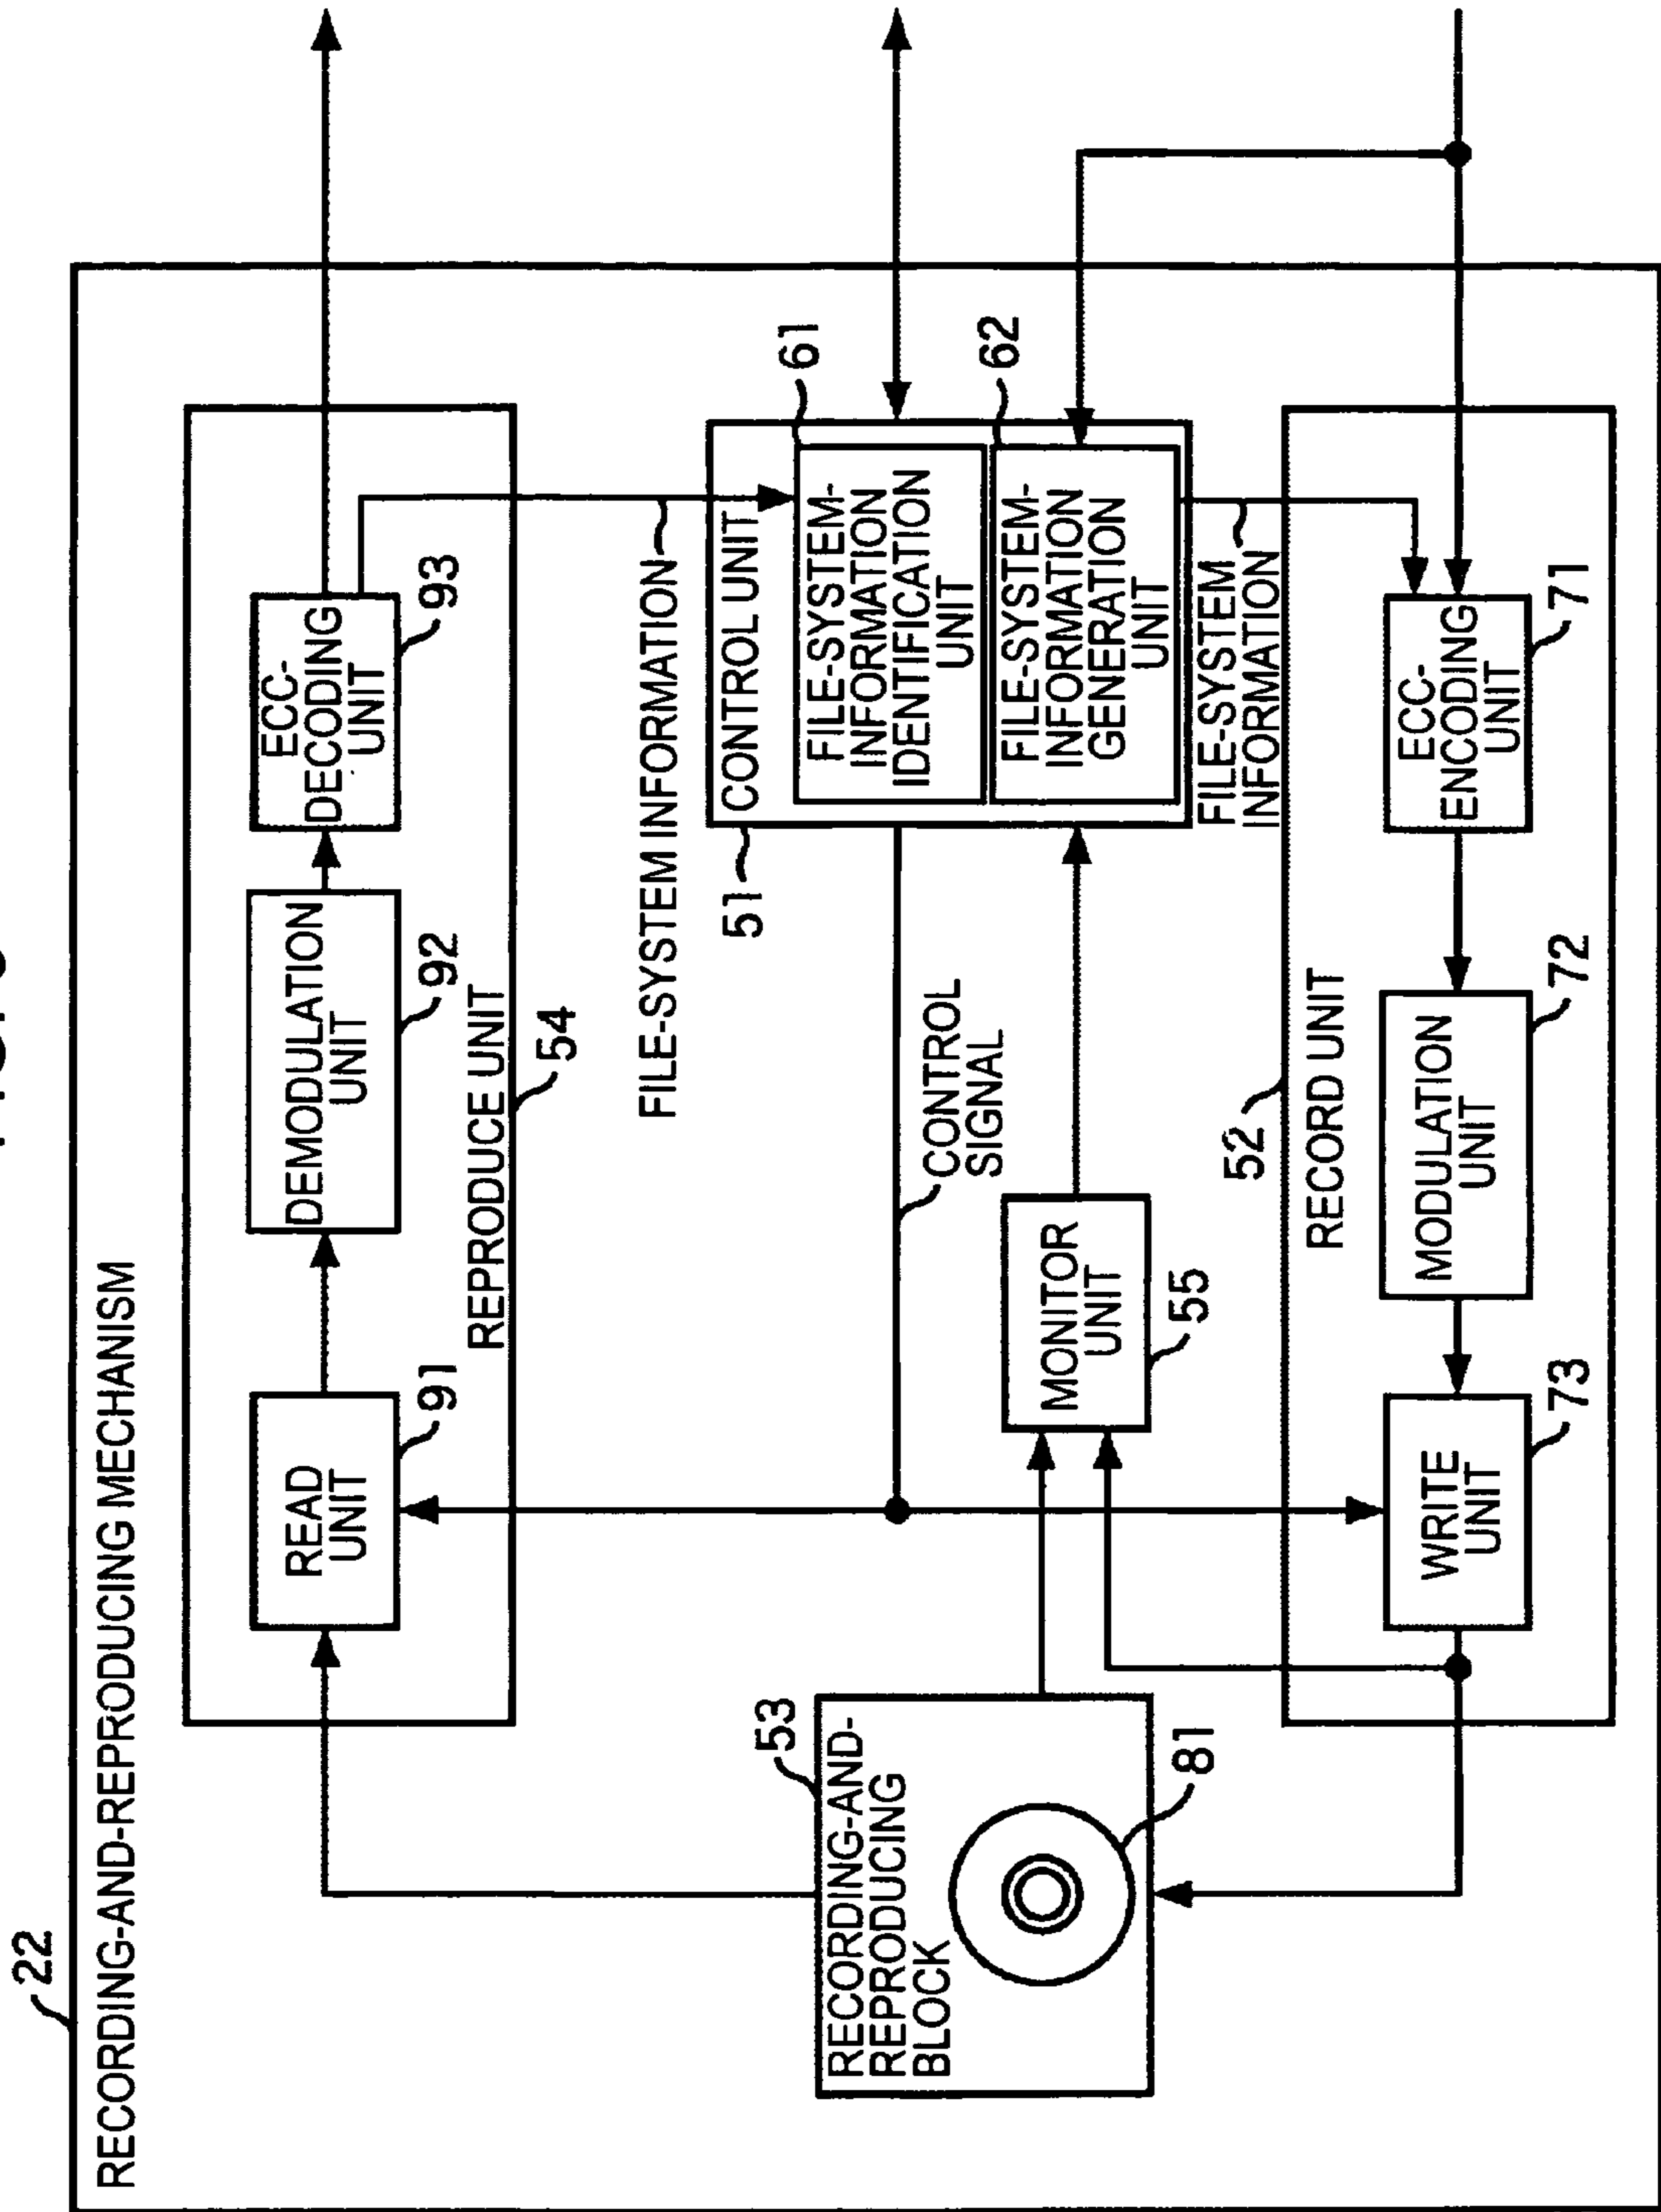 22
RECORDING-AND-REPRODUCING MECHANISM
READ
UNIT
91
DEMODULATION
UNIT
92
ECC-
DECODING
UNIT
93
REPRODUCE UNIT
54
FILE-SYSTEM INFORMATION
51
CONTROL UNIT
61
FILE-SYSTEM-
INFORMATION
IDENTIFICATION
UNIT
62
FILE-SYSTEM-
INFORMATION
GENERATION
UNIT
CONTROL
SIGNAL
53
RECORDING-AND-
REPRODUCING
BLOCK
81
MONITOR
UNIT
55
FILE-SYSTEM
INFORMATION
52
RECORD UNIT
WRITE
UNIT
73
MODULATION
UNIT
72
ECC-
ENCODING
UNIT
71